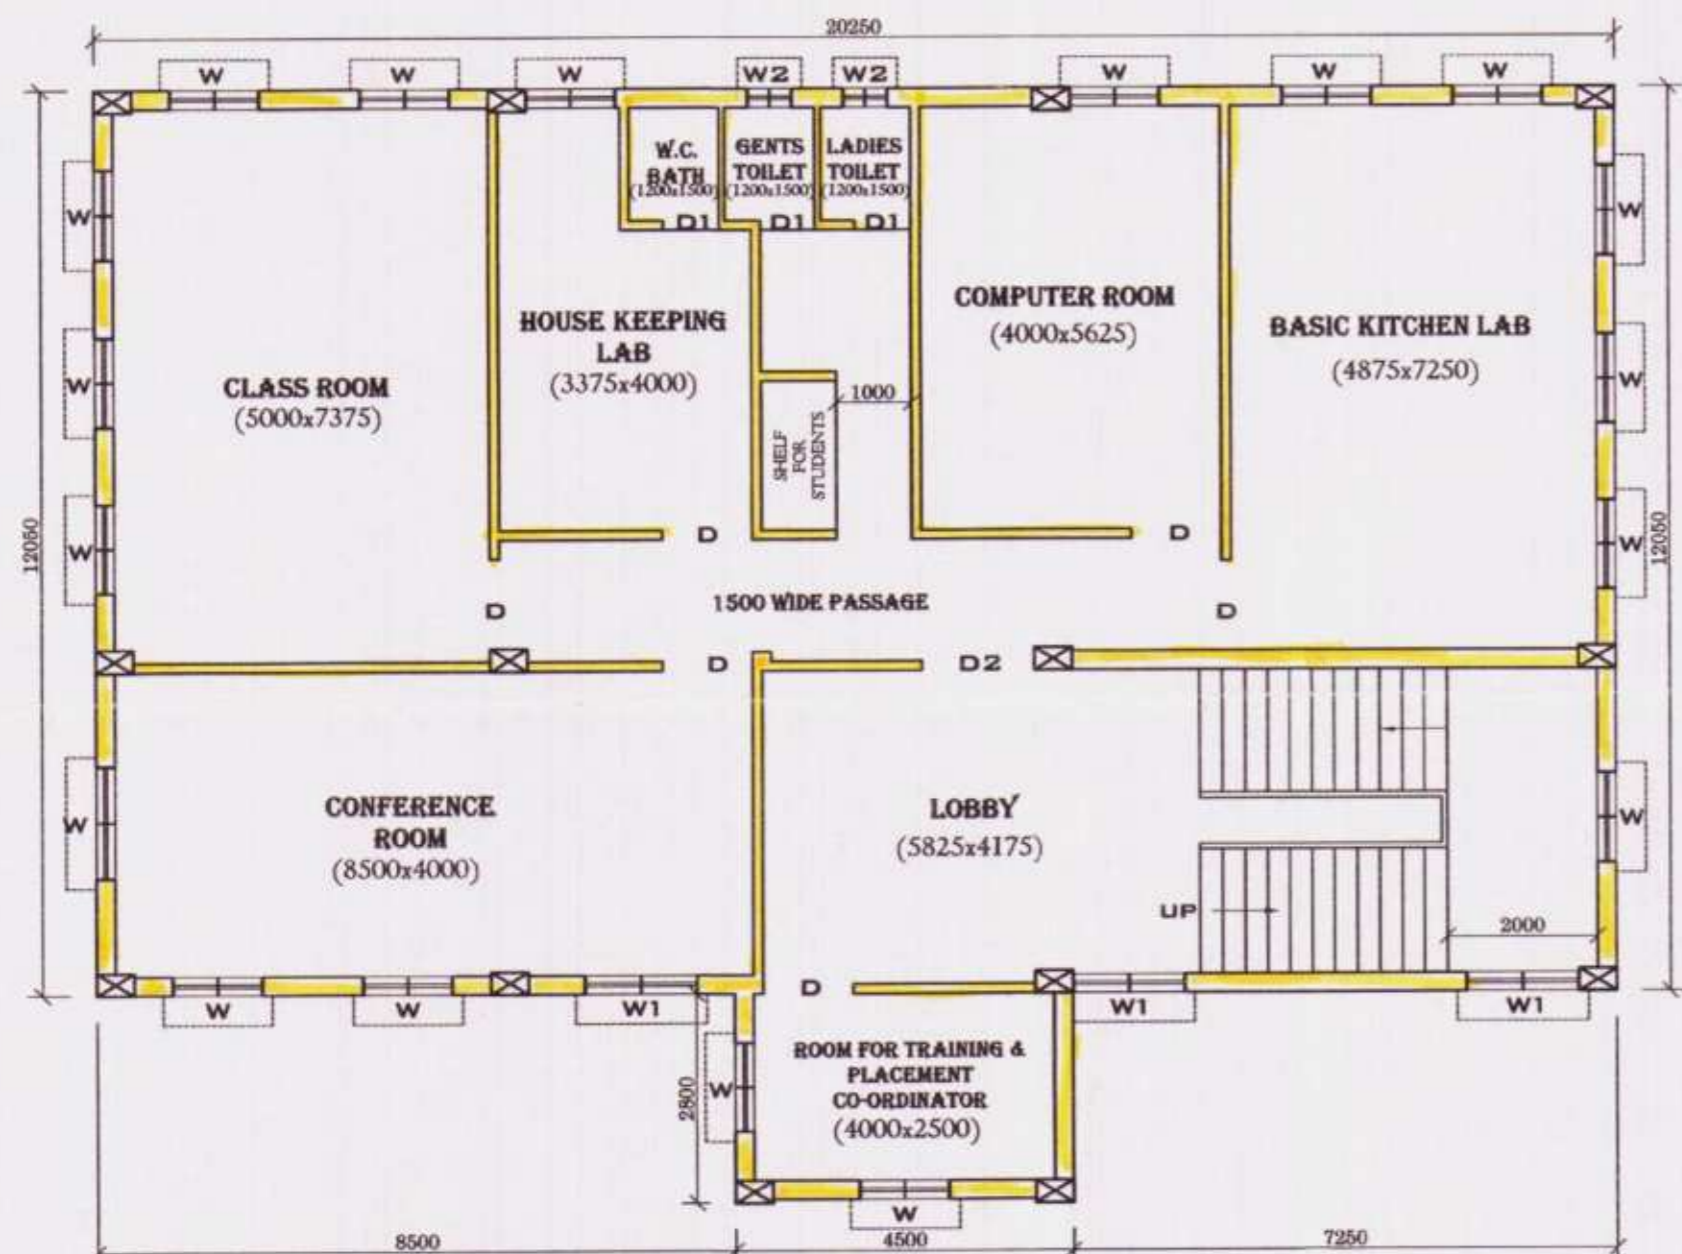 20250
W
W
W
W2
W2
W
W
W
W.C.
BATH
(1200x1500)
GENTS
TOILET
(1200x1500)
LADIES
TOILET
(1200x1500)
D1
D1
D1
W
W
COMPUTER ROOM
(4000x5625)
HOUSE KEEPING
LAB
(3375x4000)
BASIC KITCHEN LAB
(4875x7250)
CLASS ROOM
(5000x7375)
W
W
1000
SHELF
FOR
STUDENTS
12050
12050
W
W
D
D
1500 WIDE PASSAGE
D
D
D
D2
CONFERENCE
ROOM
(8500x4000)
LOBBY
(5825x4175)
W
W
UP
2000
D
W
W
W1
W1
W1
ROOM FOR TRAINING &
PLACEMENT
CO-ORDINATOR
(4000x2500)
2800
W
W
8500
4500
7250